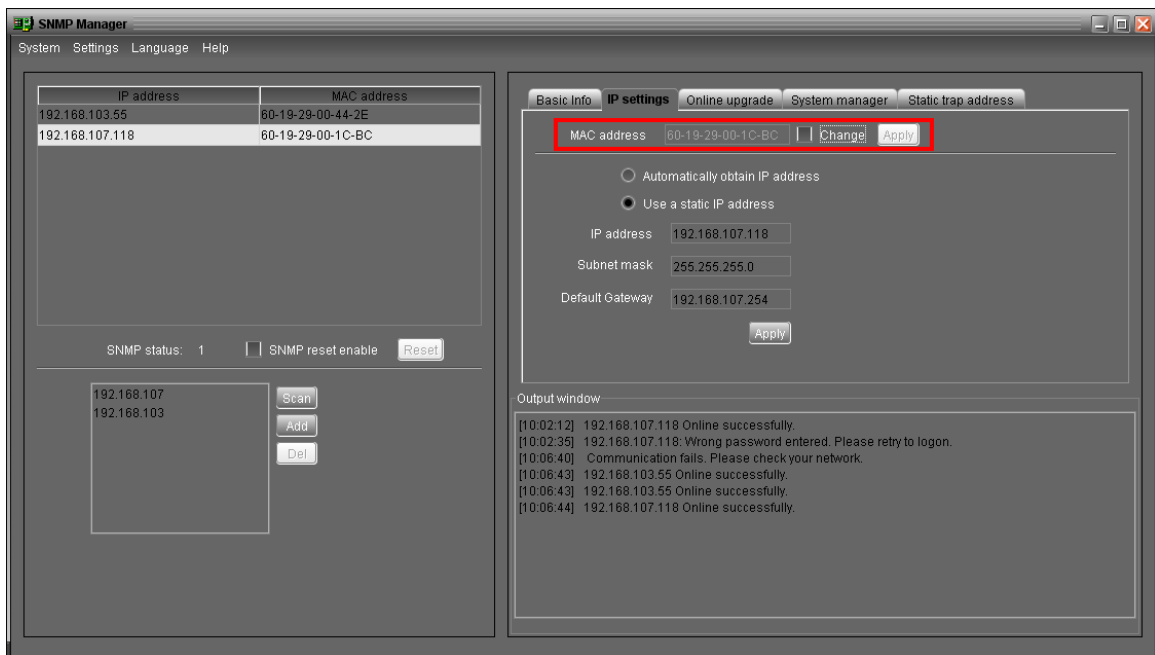 SNMP Manager
System Settings Language Help
IP address MAC address
192.168.103.55 60-19-29-00-44-2E
192.168.107.118 60-19-29-00-1C-BC
SNMP status: 1 SNMP reset enable Reset
192.168.107
192.168.103
Scan
Add
Del
Basic Info IP settings Online upgrade System manager Static trap address
MAC address 60-19-29-00-1C-BC Change Apply
Automatically obtain IP address
Use a static IP address
IP address 192.168.107.118
Subnet mask 255.255.255.0
Default Gateway 192.168.107.254
Apply
Output window
[10:02:12] 192.168.107.118 Online successfully.
[10:02:35] 192.168.107.118: Wrong password entered. Please retry to logon.
[10:06:40] Communication fails. Please check your network.
[10:06:43] 192.168.103.55 Online successfully.
[10:06:43] 192.168.103.55 Online successfully.
[10:06:44] 192.168.107.118 Online successfully.